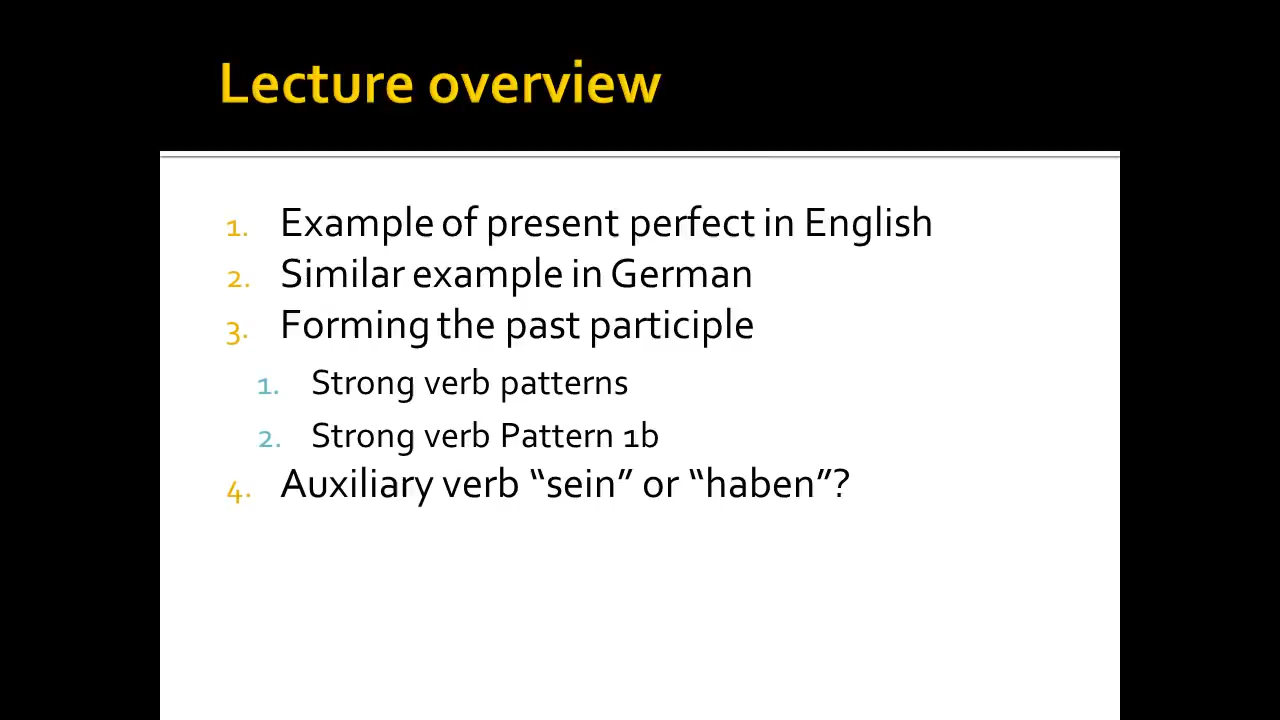 Lecture overview
1. Example of present perfect in English
2. Similar example in German
3. Forming the past participle
1. Strong verb patterns
2. Strong verb Pattern 1b
4. Auxiliary verb “sein” or “haben”?